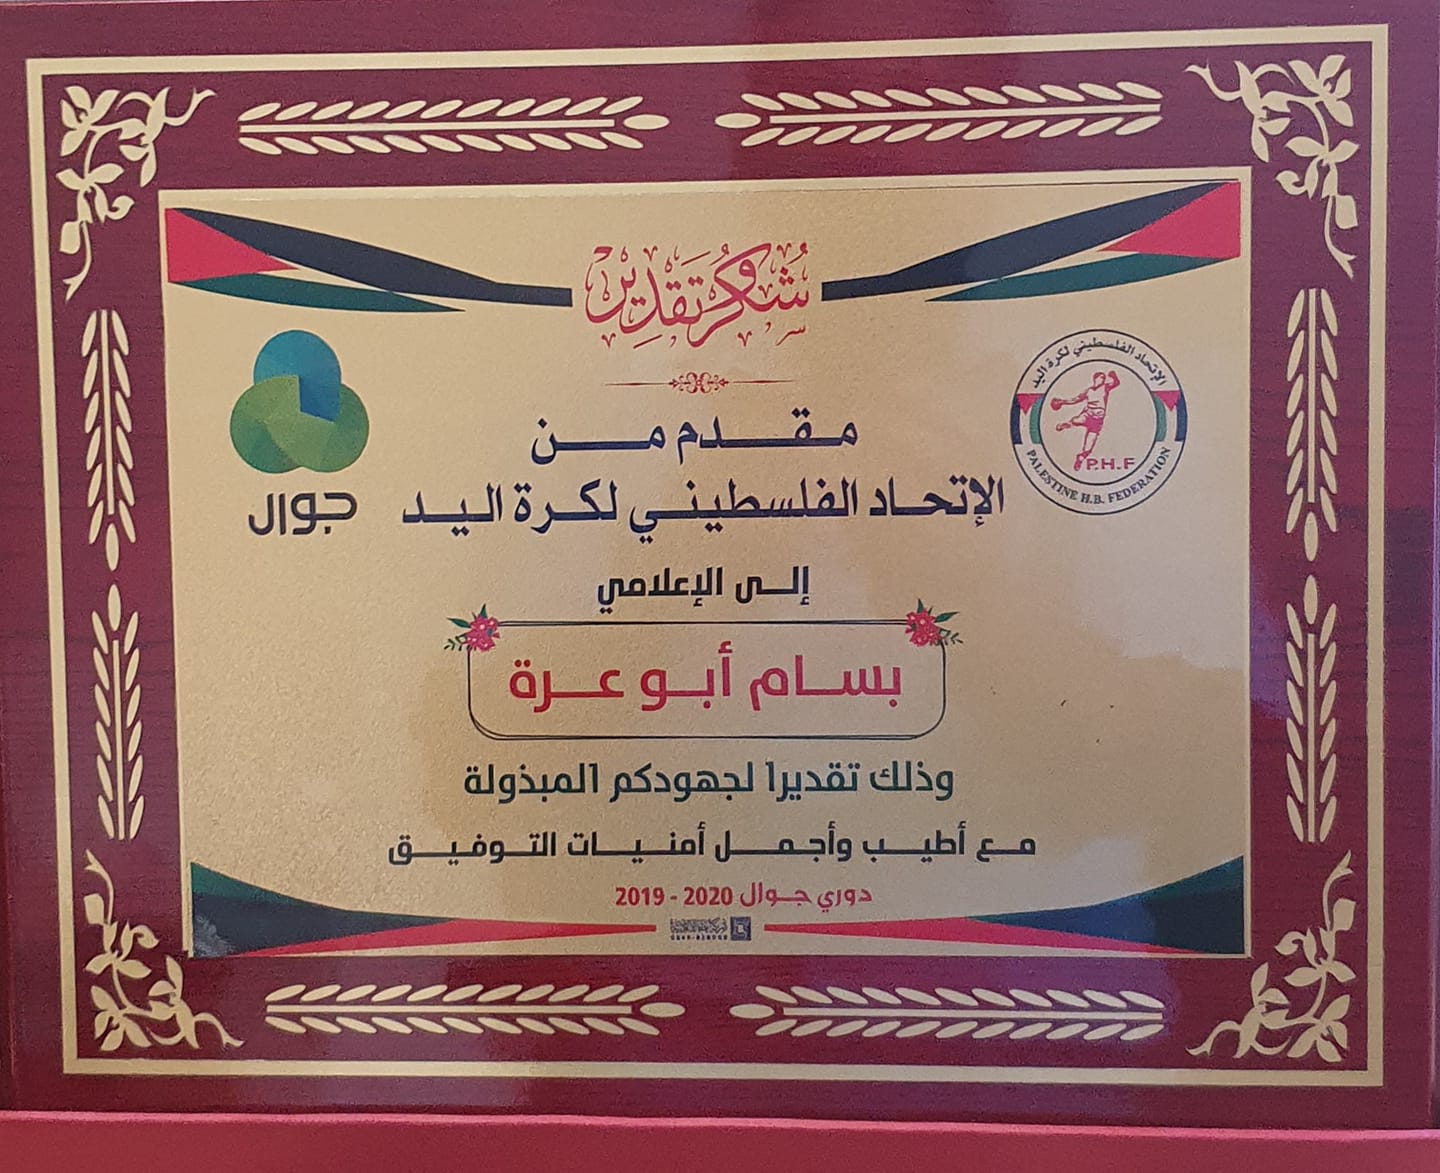 شكر وتقدير
مقدم من
الإتحاد الفلسطيني لكرة اليد
إلى الإعلامي
بسام أبو عرة
وذلك تقديرا لجهودكم المبذولة
مع أطيب وأجمل أمنيات التوفيق
دوري جوال 2020 - 2019
جوال
الإتحاد الفلسطيني لكرة اليد
P.H.F
PALESTINE H.B. FEDERATION